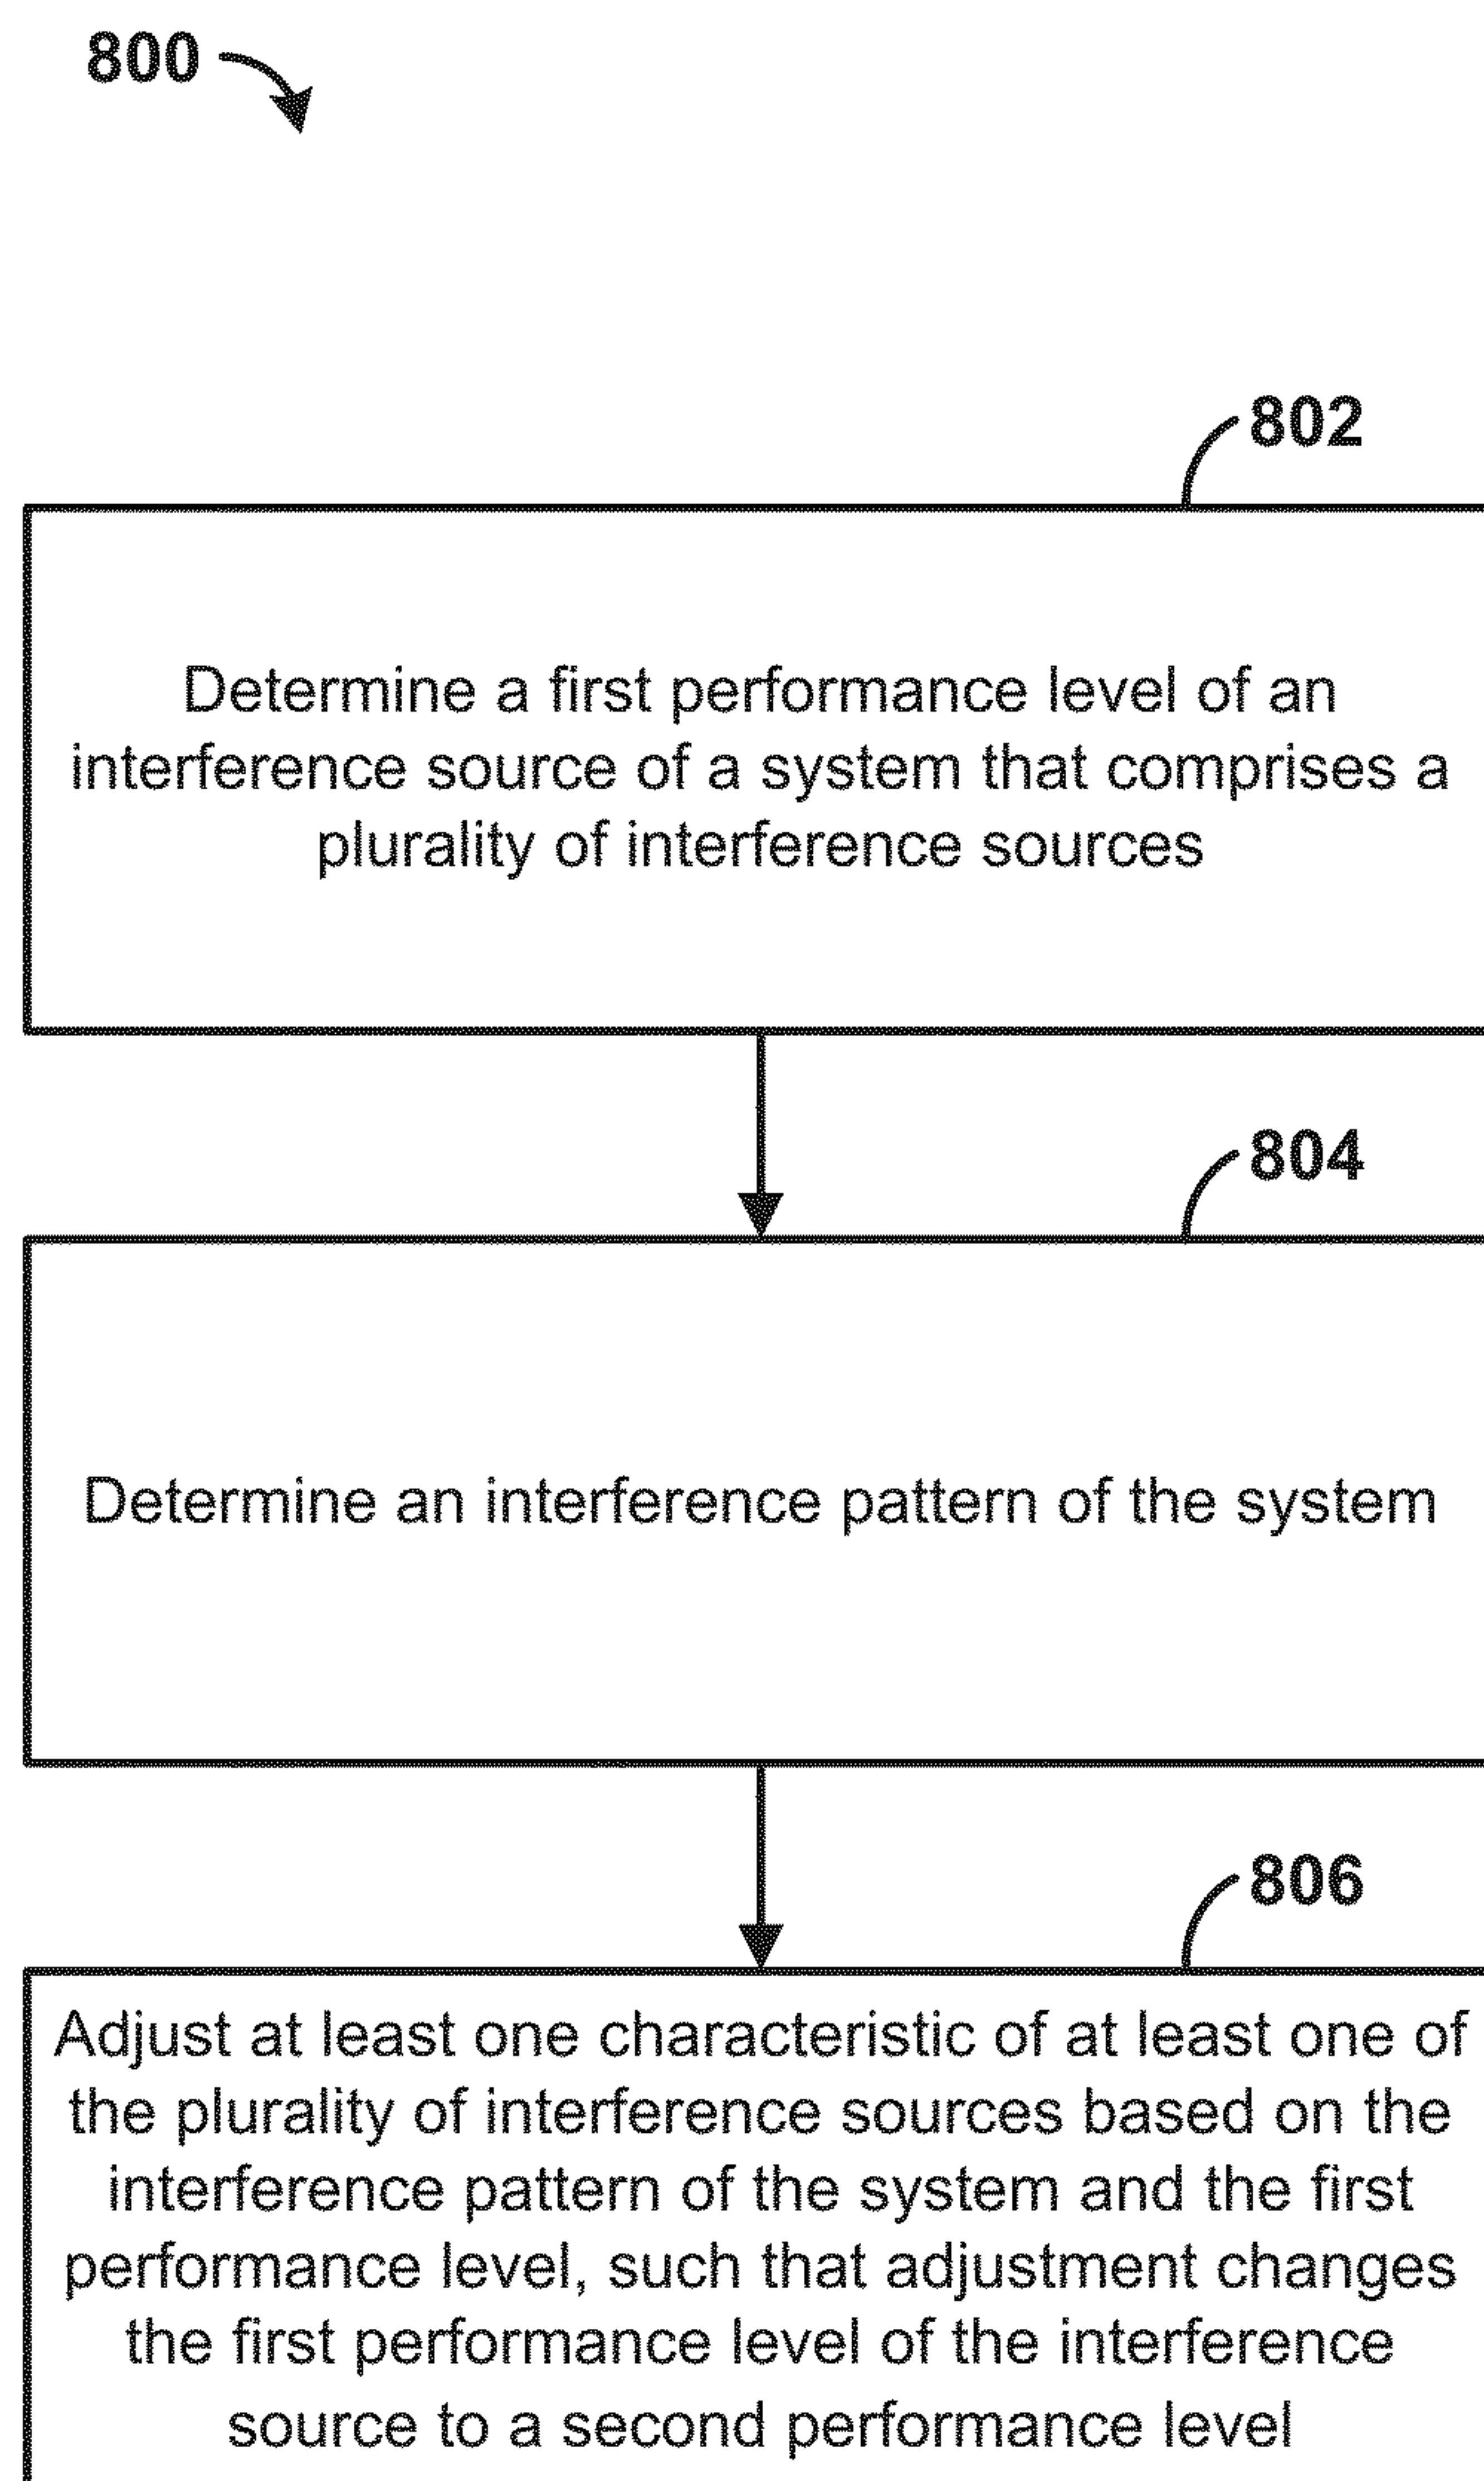 800
802
Determine a first performance level of an
interference source of a system that comprises a
plurality of interference sources
804
Determine an interference pattern of the system
806
Adjust at least one characteristic of at least one of
the plurality of interference sources based on the
interference pattern of the system and the first
performance level, such that adjustment changes
the first performance level of the interference
source to a second performance level